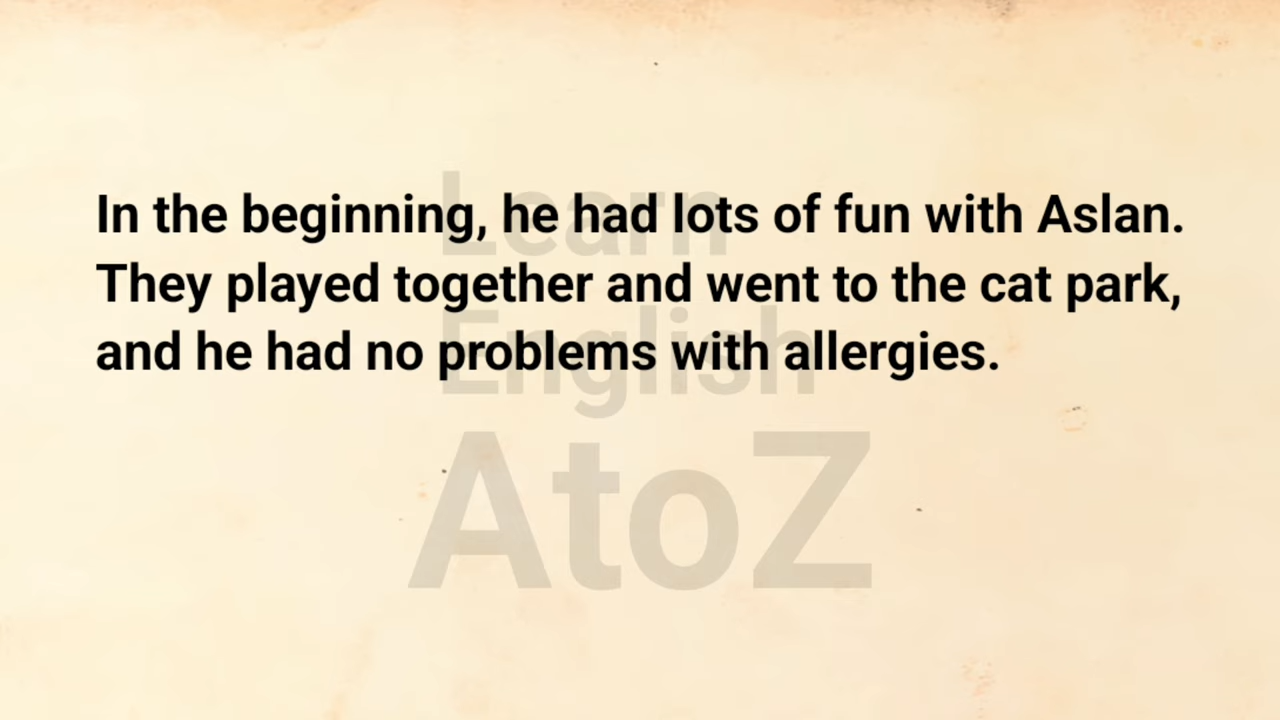 In the beginning, he had lots of fun with Aslan.
They played together and went to the cat park,
and he had no problems with allergies.
Learn
English
AtoZ